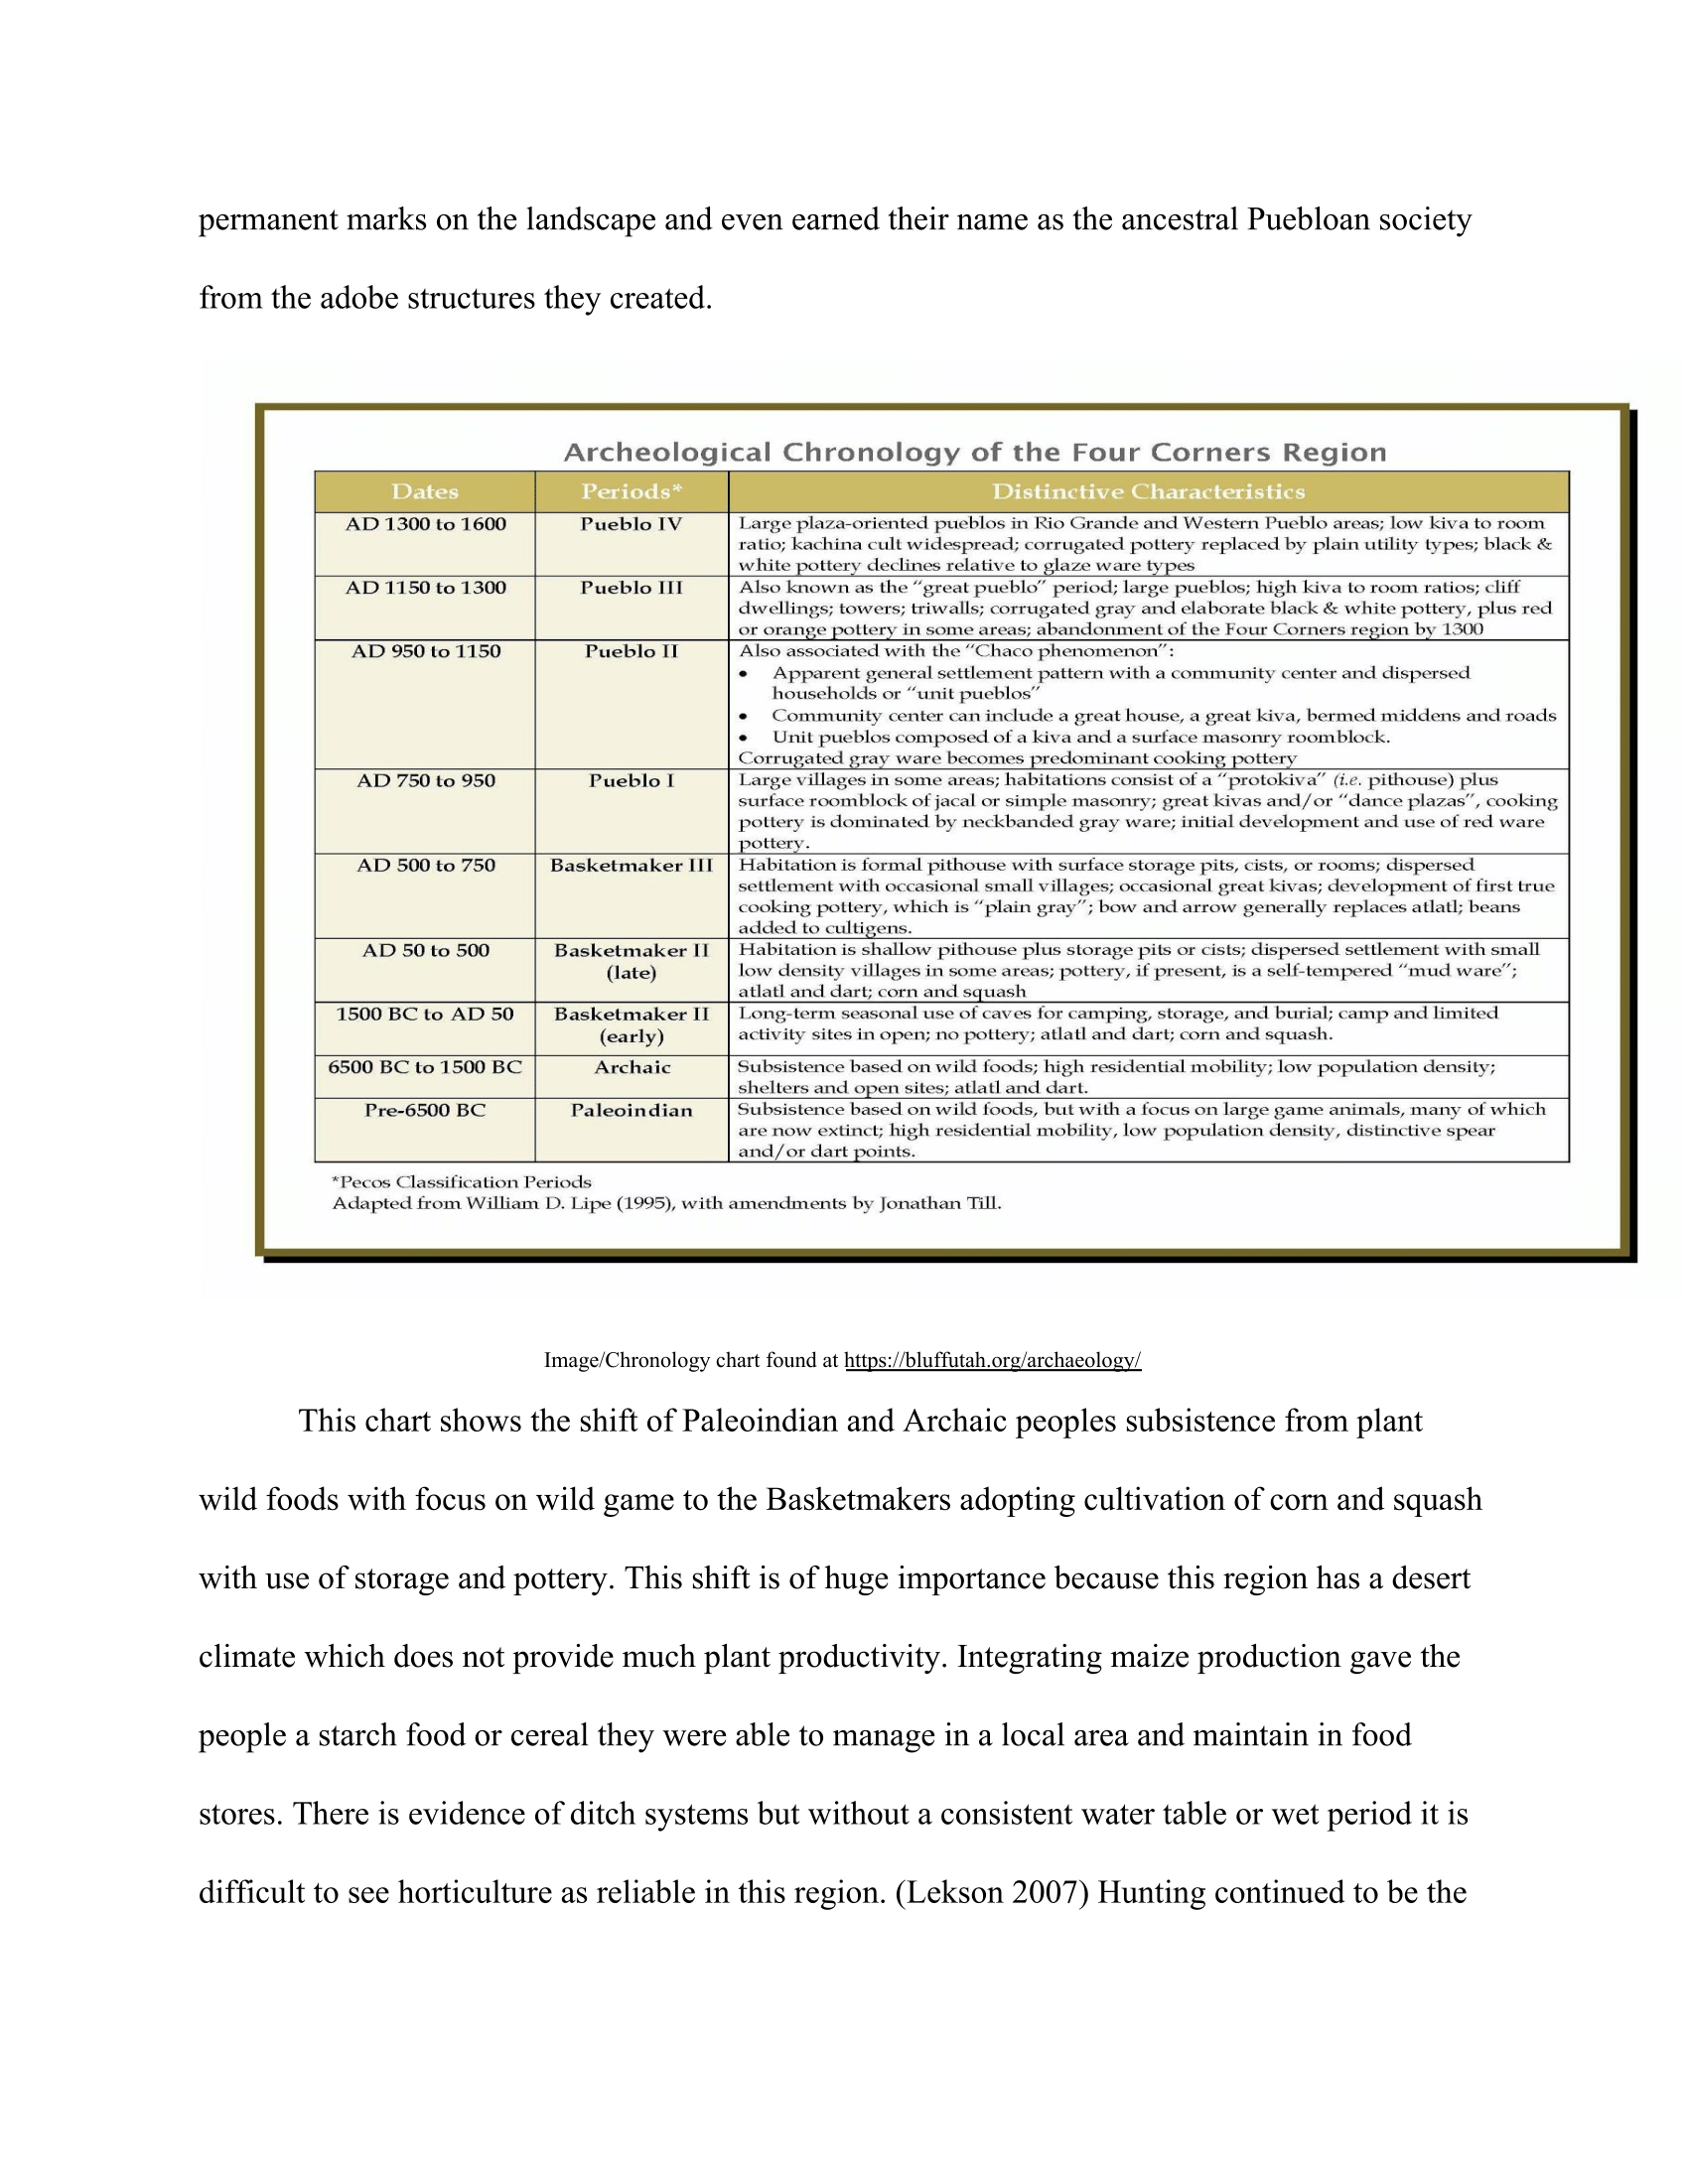 permanent marks on the landscape and even earned their name as the ancestral Puebloan society
from the adobe structures they created.
Archeological Chronology of the Four Corners Region
Dates Periods* Distinctive Characteristics
AD 1300 to 1600 Pueblo IV Large plaza-oriented pueblos in Rio Grande and Western Pueblo areas; low kiva to room
ratio; kachina cult widespread; corrugated pottery replaced by plain utility types; black &
white pottery declines relative to glaze ware types
AD 1150 to 1300 Pueblo III Also known as the "great pueblo" period; large pueblos; high kiva to room ratios; cliff
dwellings; towers; triwalls; corrugated gray and elaborate black & white pottery, plus red
or orange pottery in some areas; abandonment of the Four Corners region by 1300
AD 950 to 1150 Pueblo II Also associated with the "Chaco phenomenon":
• Apparent general settlement pattern with a community center and dispersed
households or "unit pueblos"
• Community center can include a great house, a great kiva, bermed middens and roads
• Unit pueblos composed of a kiva and a surface masonry roomblock.
Corrugated gray ware becomes predominant cooking pottery
AD 750 to 950 Pueblo I Large villages in some areas; habitations consist of a "protokiva" (i.e. pithouse) plus
surface roomblock of jacal or simple masonry; great kivas and/or "dance plazas", cooking
pottery is dominated by neckbanded gray ware; initial development and use of red ware
pottery.
AD 500 to 750 Basketmaker III Habitation is formal pithouse with surface storage pits, cists, or rooms; dispersed
settlement with occasional small villages; occasional great kivas; development of first true
cooking pottery, which is "plain gray"; bow and arrow generally replaces atlatl; beans
added to cultigens.
AD 50 to 500 Basketmaker II Habitation is shallow pithouse plus storage pits or cists; dispersed settlement with small
(late) low density villages in some areas; pottery, if present, is a self-tempered "mud ware";
atlatl and dart; corn and squash
1500 BC to AD 50 Basketmaker II Long-term seasonal use of caves for camping, storage, and burial; camp and limited
(early) activity sites in open; no pottery; atlatl and dart; corn and squash.
6500 BC to 1500 BC Archaic Subsistence based on wild foods; high residential mobility; low population density;
shelters and open sites; atlatl and dart.
Pre-6500 BC Paleoindian Subsistence based on wild foods, but with a focus on large game animals, many of which
are now extinct; high residential mobility, low population density, distinctive spear
and/or dart points.
*Pecos Classification Periods
Adapted from William D. Lipe (1995), with amendments by Jonathan Till.
Image/Chronology chart found at https://bluffutah.org/archaeology/
This chart shows the shift of Paleoindian and Archaic peoples subsistence from plant
wild foods with focus on wild game to the Basketmakers adopting cultivation of corn and squash
with use of storage and pottery. This shift is of huge importance because this region has a desert
climate which does not provide much plant productivity. Integrating maize production gave the
people a starch food or cereal they were able to manage in a local area and maintain in food
stores. There is evidence of ditch systems but without a consistent water table or wet period it is
difficult to see horticulture as reliable in this region. (Lekson 2007) Hunting continued to be the